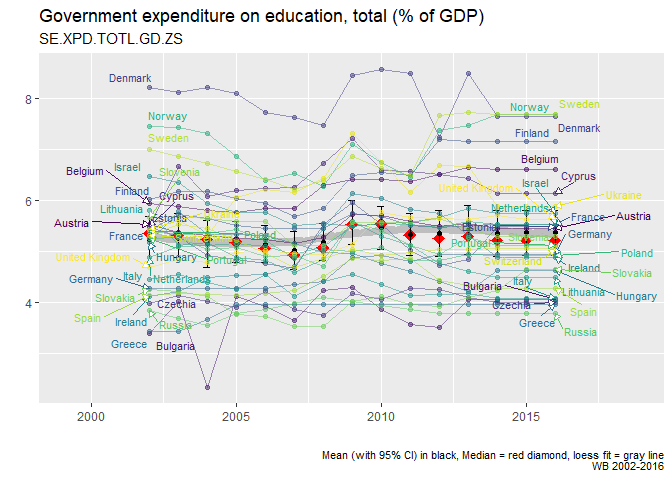 Government expenditure on education, total (% of GDP)
SE.XPD.TOTL.GD.ZS
8
6
4
Denmark
Norway
Sweden
Israel
Slovenia
Belgium
Finland
Cyprus
Lithuania
Estonia
Ukraine
Austria
France
Poland
United Kingdom
Hungary
Portugal
Germany
Italy
Netherlands
Slovakia
Czechia
Spain
Ireland
Russia
Greece
Bulgaria
Norway
Sweden
Finland
Denmark
Belgium
Cyprus
United Kingdom
Israel
Ukraine
Netherlands
France
Austria
Estonia
Germany
Portugal
Slovenia
Poland
Switzerland
Ireland
Slovakia
Italy
Bulgaria
Lithuania
Hungary
Czechia
Spain
Greece
Russia
2000
2005
2010
2015
Mean (with 95% CI) in black, Median = red diamond, loess fit = gray line
WB 2002-2016